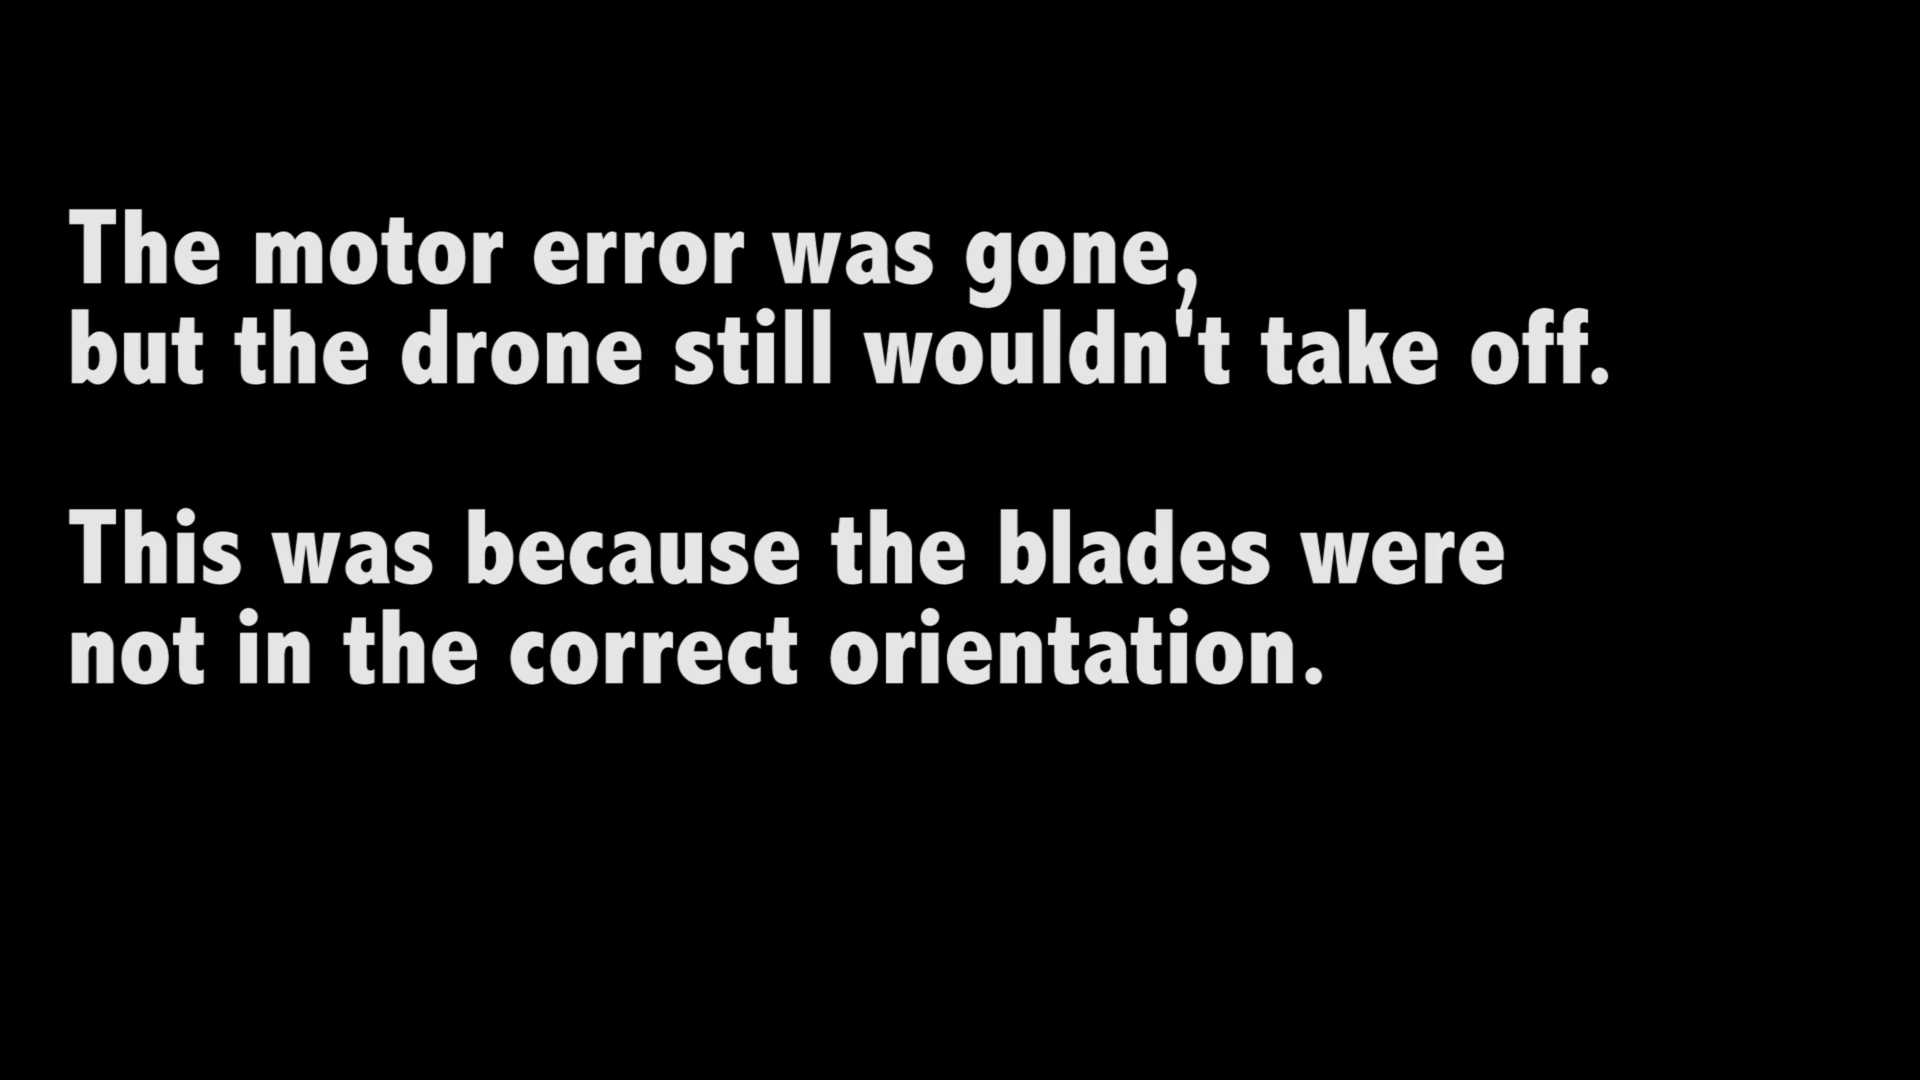 The motor error was gone,
but the drone still wouldn't take off.
This was because the blades were
not in the correct orientation.